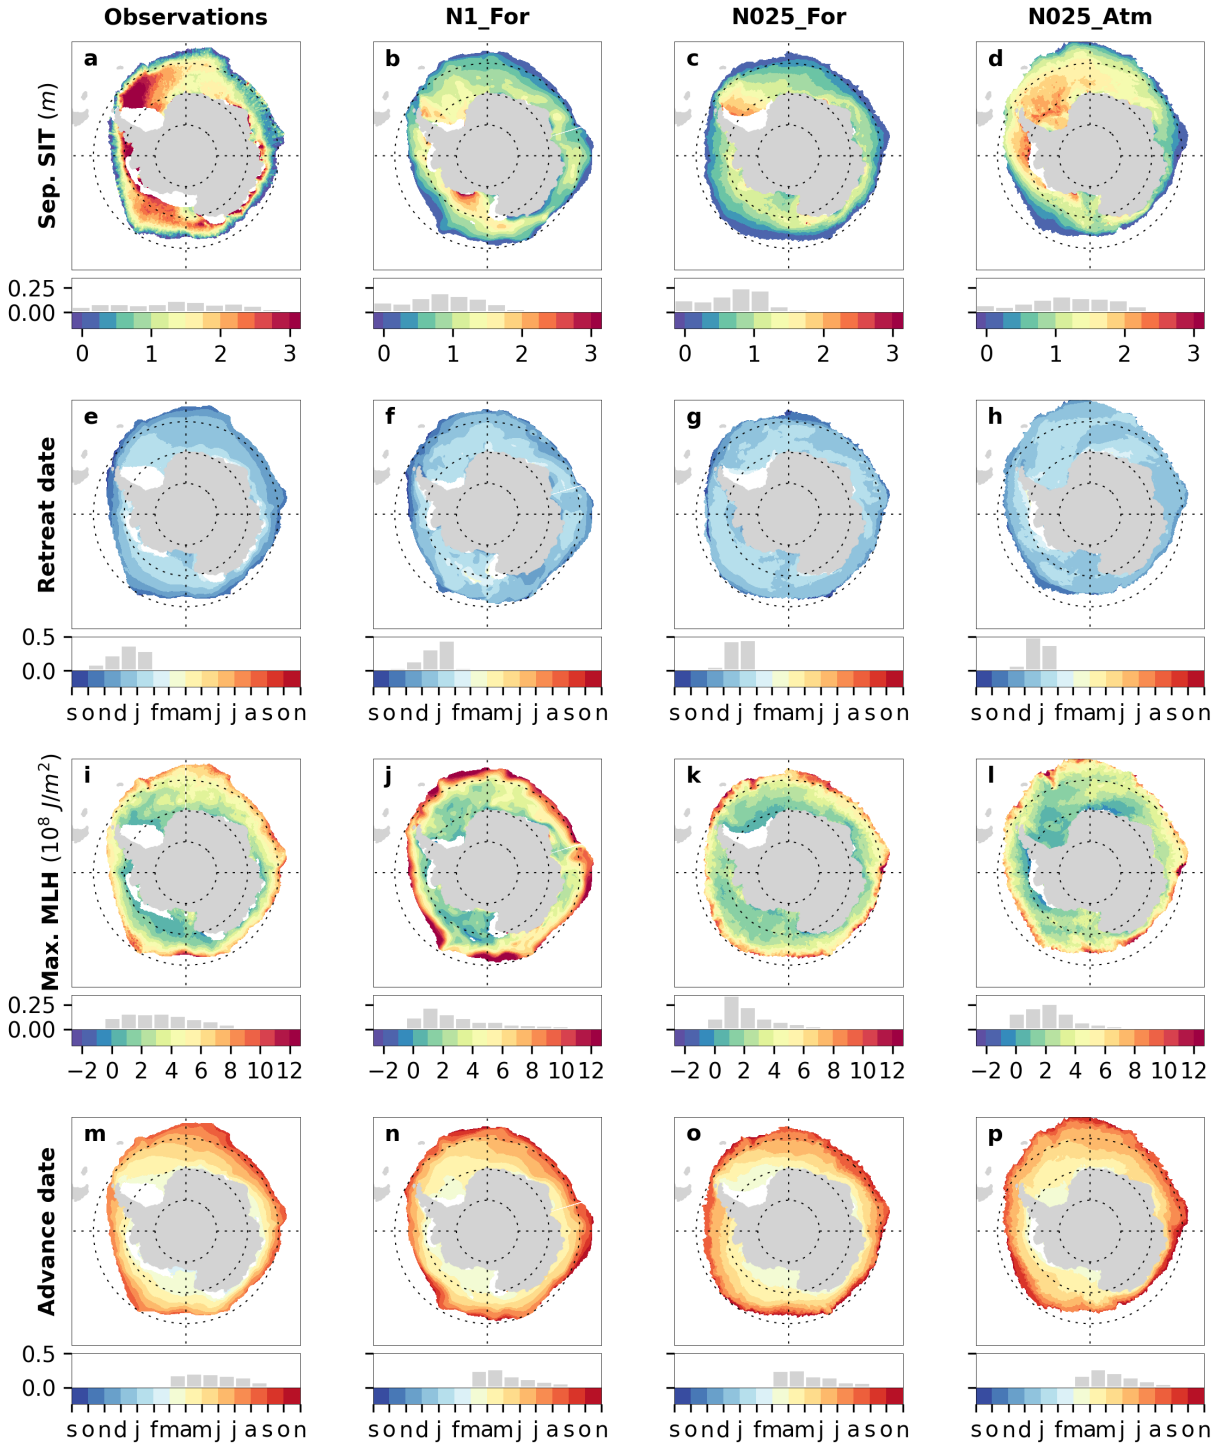 Observations N1_For N025_For N025_Atm
Sep. SIT (m)
a b c d
0.25
0.00
0 1 2 3 0 1 2 3 0 1 2 3 0 1 2 3
Retreat date
e f g h
0.5
0.0
s o n d j f m a m j j a s o n s o n d j f m a m j j a s o n s o n d j f m a m j j a s o n s o n d j f m a m j j a s o n
Max. MLH (10⁸ J/m²)
i j k l
0.25
0.00
−2 0 2 4 6 8 10 12 −2 0 2 4 6 8 10 12 −2 0 2 4 6 8 10 12 −2 0 2 4 6 8 10 12
Advance date
m n o p
0.5
0.0
s o n d j f m a m j j a s o n s o n d j f m a m j j a s o n s o n d j f m a m j j a s o n s o n d j f m a m j j a s o n